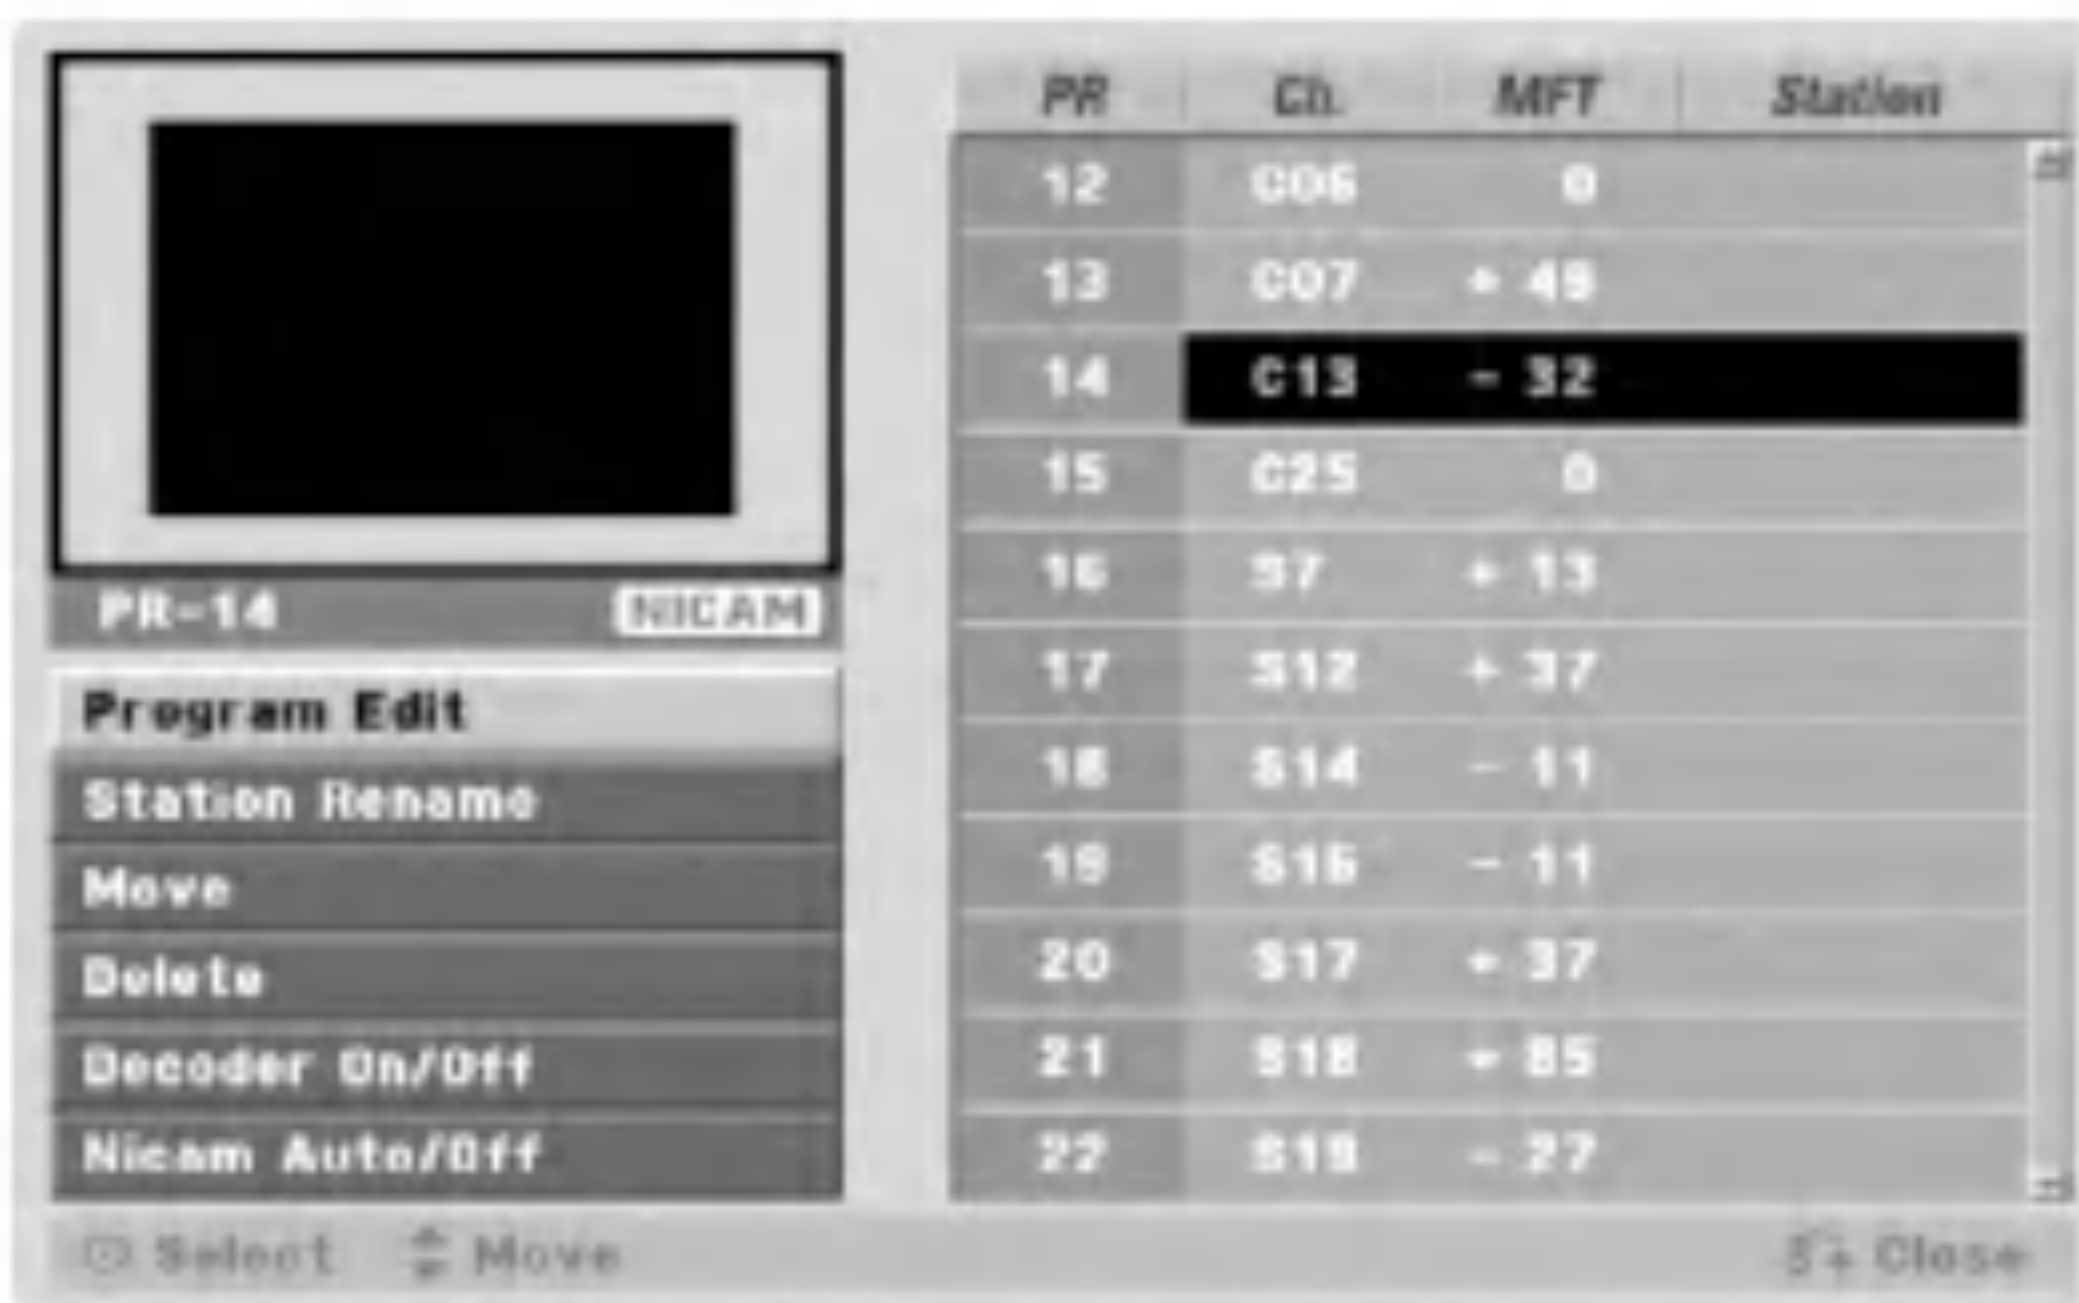 PR Ch. MFT Station
12 C06 0
13 C07 + 49
14 C13 - 32
15 C25 0
16 S7 + 13
17 S12 + 37
18 S14 - 11
19 - 11
20 S17 + 37
21 S18 + 85
22 S19 - 27
PR-14 NICAM
Program Edit
Station Rename
Move
Delete
Decoder On/Off
Nicam Auto/Off
Select Move Close